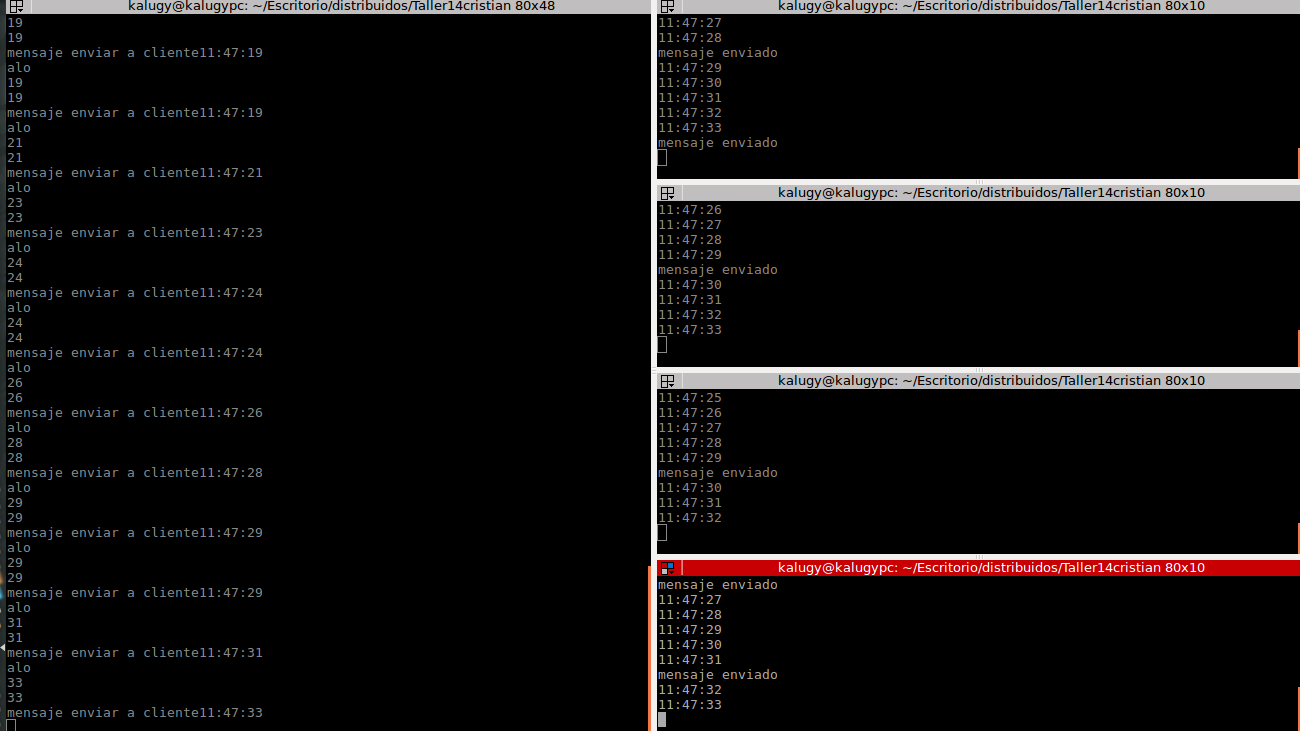 kalugy@kalugypc: ~/Escritorio/distribuidos/Taller14cristian 80x48
19
19
mensaje enviar a cliente11:47:19
alo
19
19
mensaje enviar a cliente11:47:19
alo
21
21
mensaje enviar a cliente11:47:21
alo
23
23
mensaje enviar a cliente11:47:23
alo
24
24
mensaje enviar a cliente11:47:24
alo
24
24
mensaje enviar a cliente11:47:24
alo
26
26
mensaje enviar a cliente11:47:26
alo
28
28
mensaje enviar a cliente11:47:28
alo
29
29
mensaje enviar a cliente11:47:29
alo
29
29
mensaje enviar a cliente11:47:29
alo
31
31
mensaje enviar a cliente11:47:31
alo
33
33
mensaje enviar a cliente11:47:33
kalugy@kalugypc: ~/Escritorio/distribuidos/Taller14cristian 80x10
11:47:27
11:47:28
mensaje enviado
11:47:29
11:47:30
11:47:31
11:47:32
11:47:33
mensaje enviado
kalugy@kalugypc: ~/Escritorio/distribuidos/Taller14cristian 80x10
11:47:26
11:47:27
11:47:28
11:47:29
mensaje enviado
11:47:30
11:47:31
11:47:32
11:47:33
kalugy@kalugypc: ~/Escritorio/distribuidos/Taller14cristian 80x10
11:47:25
11:47:26
11:47:27
11:47:28
11:47:29
mensaje enviado
11:47:30
11:47:31
11:47:32
kalugy@kalugypc: ~/Escritorio/distribuidos/Taller14cristian 80x10
mensaje enviado
11:47:27
11:47:28
11:47:29
11:47:30
11:47:31
mensaje enviado
11:47:32
11:47:33